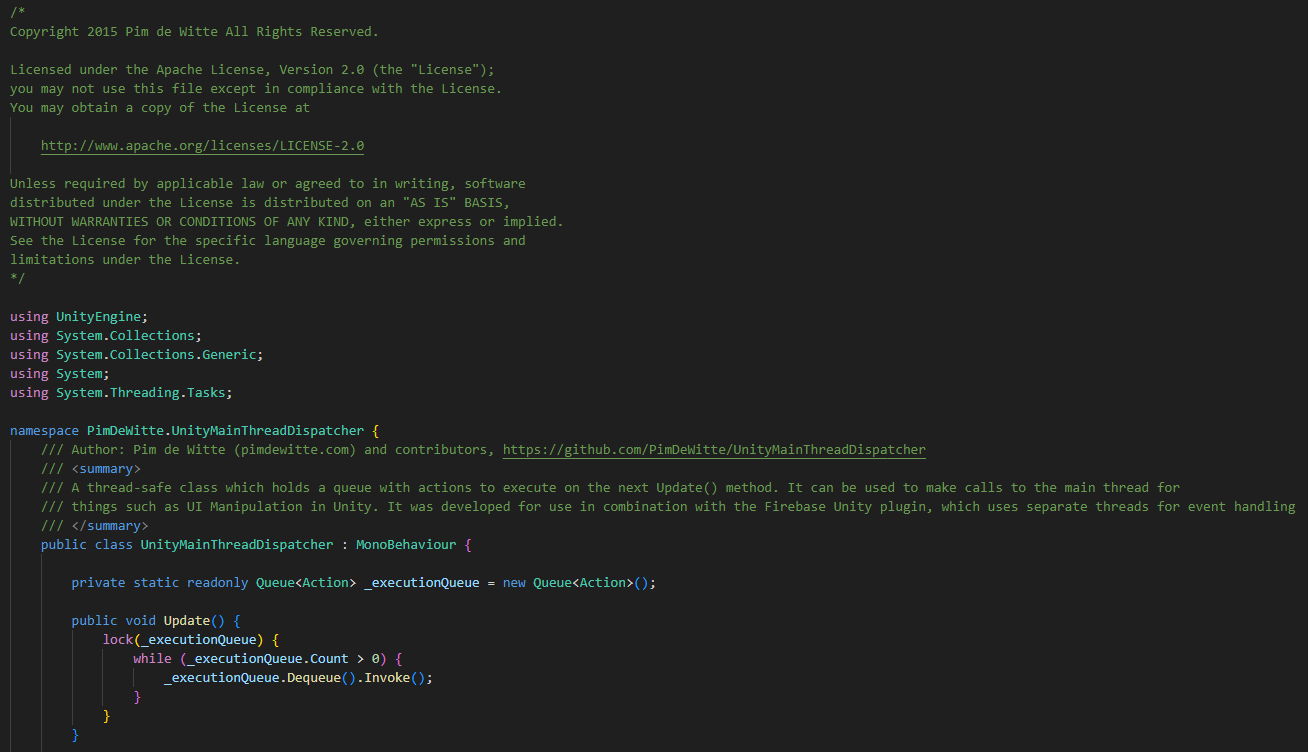 /*
Copyright 2015 Pim de Witte All Rights Reserved.
Licensed under the Apache License, Version 2.0 (the "License");
you may not use this file except in compliance with the License.
You may obtain a copy of the License at
http://www.apache.org/licenses/LICENSE-2.0
Unless required by applicable law or agreed to in writing, software
distributed under the License is distributed on an "AS IS" BASIS,
WITHOUT WARRANTIES OR CONDITIONS OF ANY KIND, either express or implied.
See the License for the specific language governing permissions and
limitations under the License.
*/
using UnityEngine;
using System.Collections;
using System.Collections.Generic;
using System;
using System.Threading.Tasks;
namespace PimDeWitte.UnityMainThreadDispatcher {
/// Author: Pim de Witte (pimdewitte.com) and contributors, https://github.com/PimDeWitte/UnityMainThreadDispatcher
/// <summary>
/// A thread-safe class which holds a queue with actions to execute on the next Update() method. It can be used to make calls to the main thread for
/// things such as UI Manipulation in Unity. It was developed for use in combination with the Firebase Unity plugin, which uses separate threads for event handling
/// </summary>
public class UnityMainThreadDispatcher : MonoBehaviour {
private static readonly Queue<Action> _executionQueue = new Queue<Action>();
public void Update() {
lock(_executionQueue) {
while (_executionQueue.Count > 0) {
_executionQueue.Dequeue().Invoke();
}
}
}